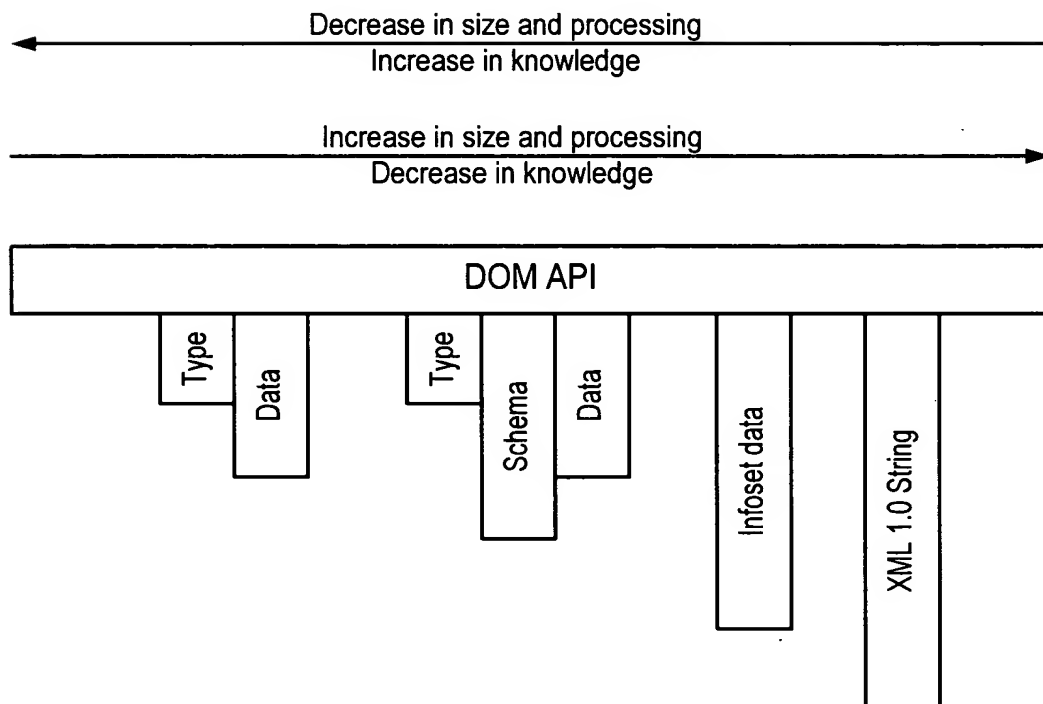 Decrease in size and processing
Increase in knowledge
Increase in size and processing
Decrease in knowledge
DOM API
Type
Data
Type
Schema
Data
Infoset data
XML 1.0 String